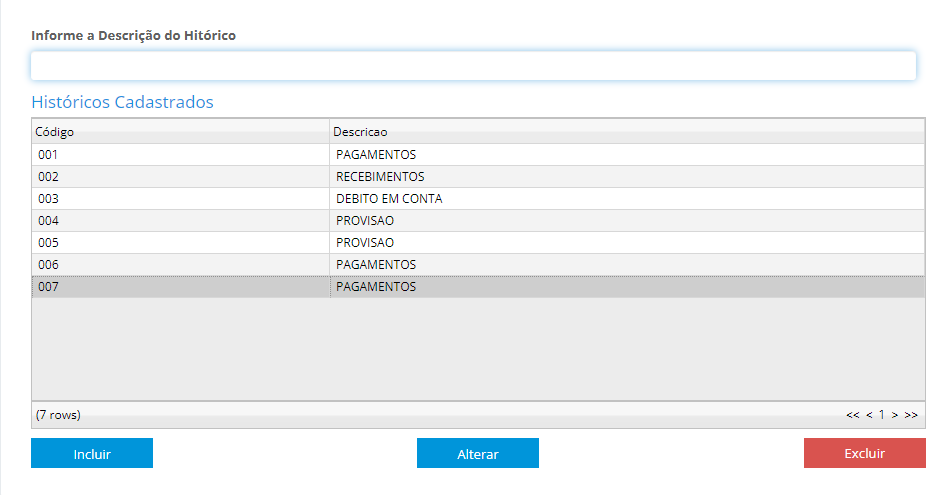 Informe a Descrição do Hitórico
Históricos Cadastrados
Código Descricao
001 PAGAMENTOS
002 RECEBIMENTOS
003 DEBITO EM CONTA
004 PROVISAO
005 PROVISAO
006 PAGAMENTOS
007 PAGAMENTOS
(7 rows) << < 1 > >>
Incluir Alterar Excluir